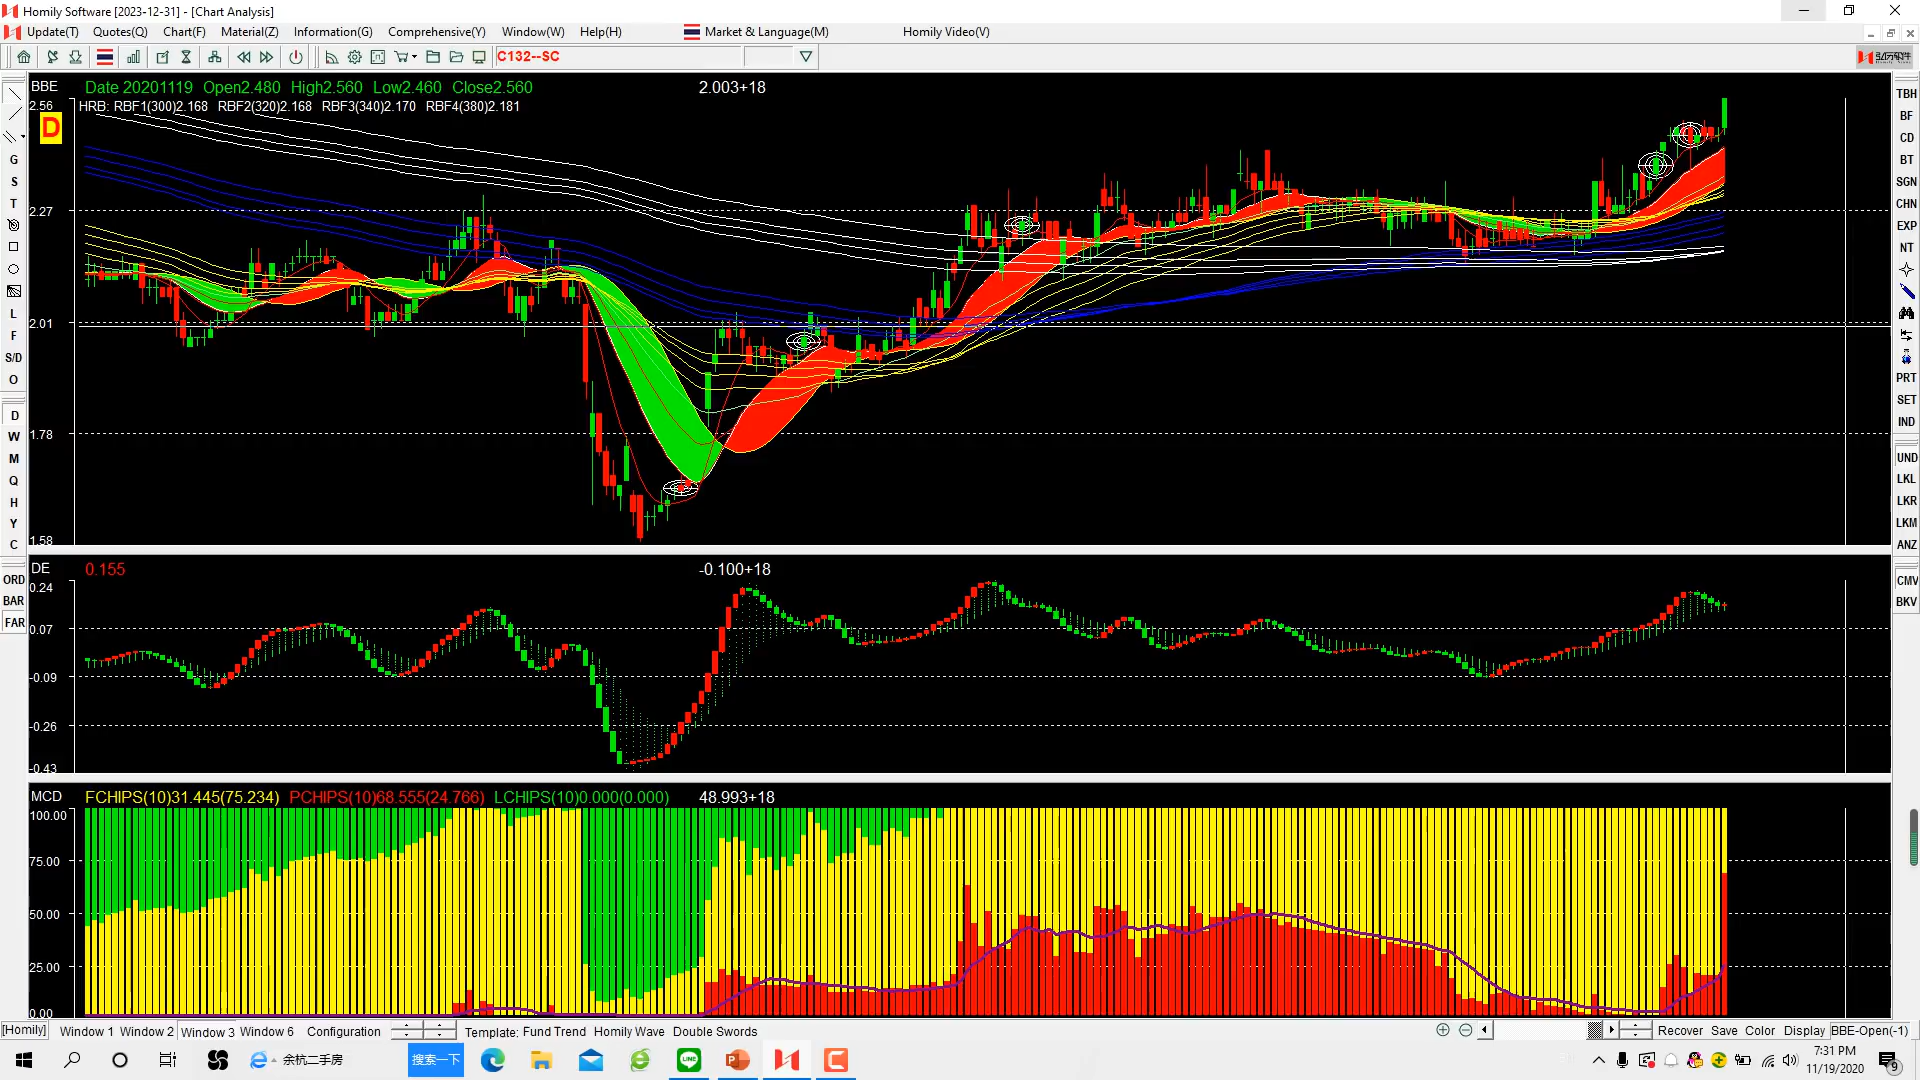 Homily Software [2023-12-31] - [Chart Analysis]
Update(T) Quotes(Q) Chart(F) Material(Z) Information(G) Comprehensive(Y) Window(W) Help(H) Market & Language(M) Homily Video(V)
C132--SC
BBE Date 20201119 Open2.480 High2.560 Low2.460 Close2.560 2.003+18
HRB: RBF1(300)2.168 RBF2(320)2.168 RBF3(340)2.170 RBF4(380)2.181
2.56
D
2.27
2.01
1.78
1.58
DE 0.155 -0.100+18
0.24
0.07
-0.09
-0.26
-0.43
MCD FCHIPS(10)31.445(75.234) PCHIPS(10)68.555(24.766) LCHIPS(10)0.000(0.000) 48.993+18
100.00
75.00
50.00
25.00
0.00
G
S
T
L
F
S/D
O
D
W
M
Q
H
Y
C
ORD
BAR
FAR
TBH
BF
CD
BT
SGN
CHN
EXP
NT
PRT
SET
IND
UND
LKL
LKR
LKM
ANZ
CMV
BKV
[Homily] Window 1 Window 2 Window 3 Window 6 Configuration Template: Fund Trend Homily Wave Double Swords Recover Save Color Display BBE-Open(-1)
余杭二手房 搜索一下 LINE
7:31 PM
11/19/2020
9